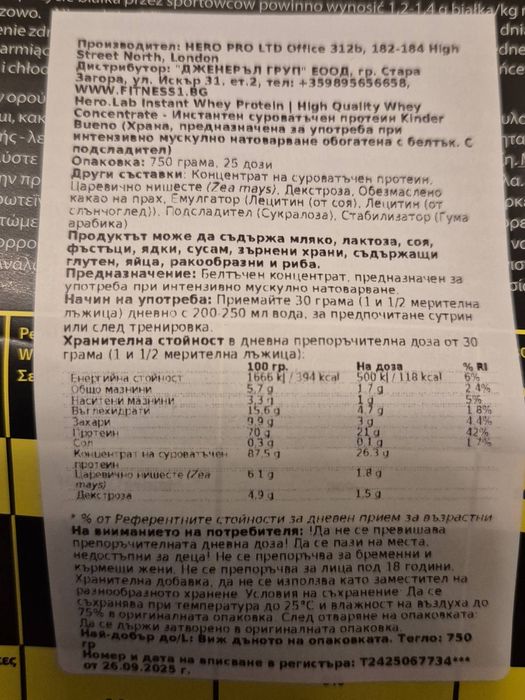 Производител: HERO PRO LTD Office 312b, 182-184 High
Street North, London
Дистрибутор: "ДЖЕНЕРЪЛ ГРУП" ЕООД, гр. Стара
Загора, ул. Искър 31, ет.2, тел: +359895656658,
WWW.FITNESS1.BG
Hero.Lab Instant Whey Protein | High Quality Whey
Concentrate - Инстантен суроватъчен протеин Kinder
Bueno (Храна, предназначена за употреба при
интензивно мускулно натоварване обогатена с белтък. С
подсладител)
Опаковка: 750 грама, 25 дози
Други съставки: Концентрат на суроватъчен протеин,
Царевично нишесте (Zea mays), Декстроза, Обезмаслено
какао на прах, Емулгатор (Лецитин (от соя), Лецитин (от
слънчоглед)), Подсладител (Сукралоза), Стабилизатор (Гума
арабика)
Продуктът може да съдържа мляко, лактоза, соя,
фъстъци, ядки, сусам, зърнени храни, съдържащи
глутен, яйца, ракообразни и риба.
Предназначение: Белтъчен концентрат, предназначен за
употреба при интензивно мускулно натоварване.
Начин на употреба: Приемайте 30 грама (1 и 1/2 мерителна
лъжица) дневно с 200-250 мл вода, за предпочитане сутрин
или след тренировка.
Хранителна стойност в дневна препоръчителна доза от 30
грама (1 и 1/2 мерителна лъжица):
100 гр. На доза % RI
Енергийна стойност 1666 kJ / 394 kcal 500 kJ / 118 kcal 6%
Общо мазнини 5,7 g 1.7 g 2.4%
Наситени мазнини 3,3 g 1 g 5%
Въглехидрати 15.6 g 4.7 g 1.8%
Захари 9.9 g 3 g 4.4%
Протеин 70 g 21 g 42%
Сол 0.3 g 0.1 g 1.7%
Концентрат на суроватъчен 87.5 g 26.3 g
протеин
Царевично нишесте (Zea 6.1 g 1.8 g
mays)
Декстроза 4.9 g 1.5 g
* % от Референтните стойности за дневен прием за възрастни
На вниманието на потребителя: !Да не се превишава
препоръчителната дневна доза! Да се пази на места,
недостъпни за деца! Не се препоръчва за бременни и
кърмещи жени. Не се препоръчва за лица под 18 години.
Хранителна добавка, да не се използва като заместител на
разнообразното хранене. Условия на съхранение: Да се
съхранява при температура до 25°C и влажност на въздуха до
75% в оригиналната опаковка. След отваряне на опаковката:
Да се държи затворено в оригиналната опаковка.
Най-добър до/L: Виж дъното на опаковката. Тегло: 750
гр
Номер и дата на вписване в регистъра: T2425067734***
от 26.09.2025 г.